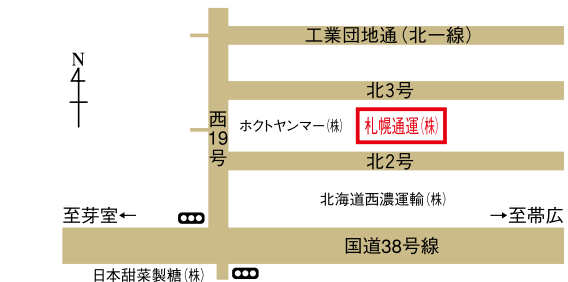 工業団地通（北一線）
N
北3号
西19号
ホクトヤンマー㈱
札幌通運㈱
北2号
北海道西濃運輸㈱
至芽室←
→至帯広
国道38号線
日本甜菜製糖㈱